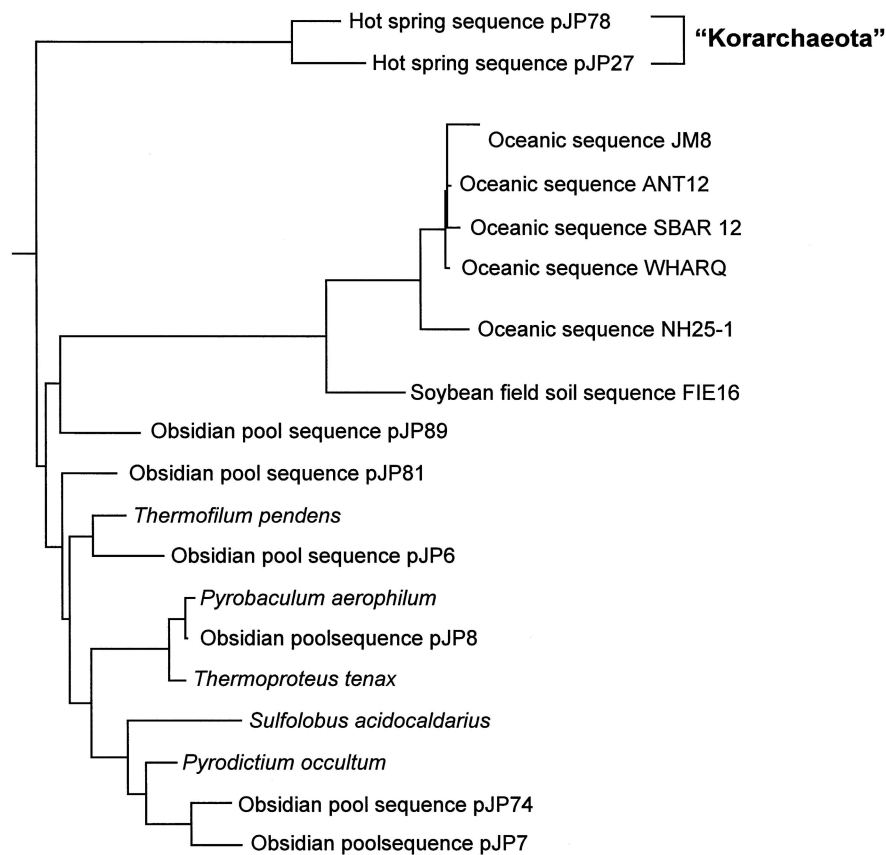 Hot spring sequence pJP78
“Korarchaeota”
Hot spring sequence pJP27
Oceanic sequence JM8
Oceanic sequence ANT12
Oceanic sequence SBAR 12
Oceanic sequence WHARQ
Oceanic sequence NH25-1
Soybean field soil sequence FIE16
Obsidian pool sequence pJP89
Obsidian pool sequence pJP81
Thermofilum pendens
Obsidian pool sequence pJP6
Pyrobaculum aerophilum
Obsidian poolsequence pJP8
Thermoproteus tenax
Sulfolobus acidocaldarius
Pyrodictium occultum
Obsidian pool sequence pJP74
Obsidian poolsequence pJP7